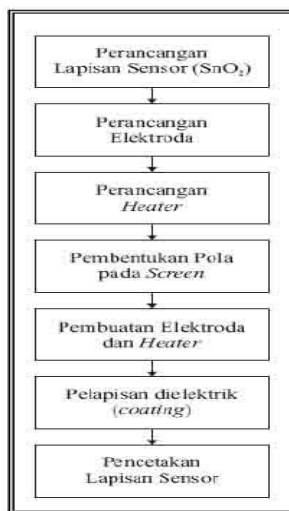 Perancangan
Lapisan Sensor (SnO₂)
Perancangan
Elektroda
Perancangan
Heater
Pembentukan Pola
pada Screen
Pembuatan Elektroda
dan Heater
Pelapisan dielektrik
(coating)
Pencetakan
Lapisan Sensor